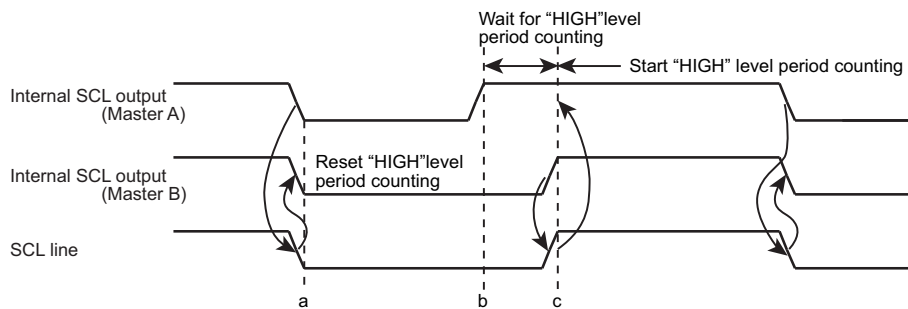 Wait for “HIGH”level
period counting
Start “HIGH” level period counting
Internal SCL output
(Master A)
Internal SCL output
(Master B)
Reset “HIGH”level
period counting
SCL line
a
b
c